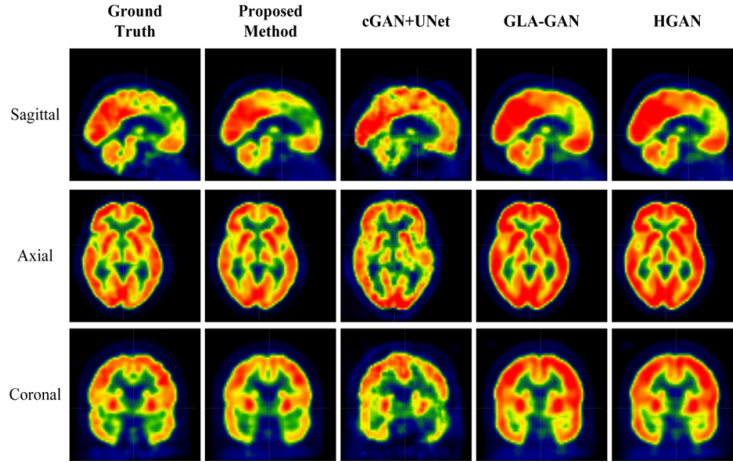 Ground
Truth
Proposed
Method
cGAN+UNet
GLA-GAN
HGAN
Sagittal
Axial
Coronal